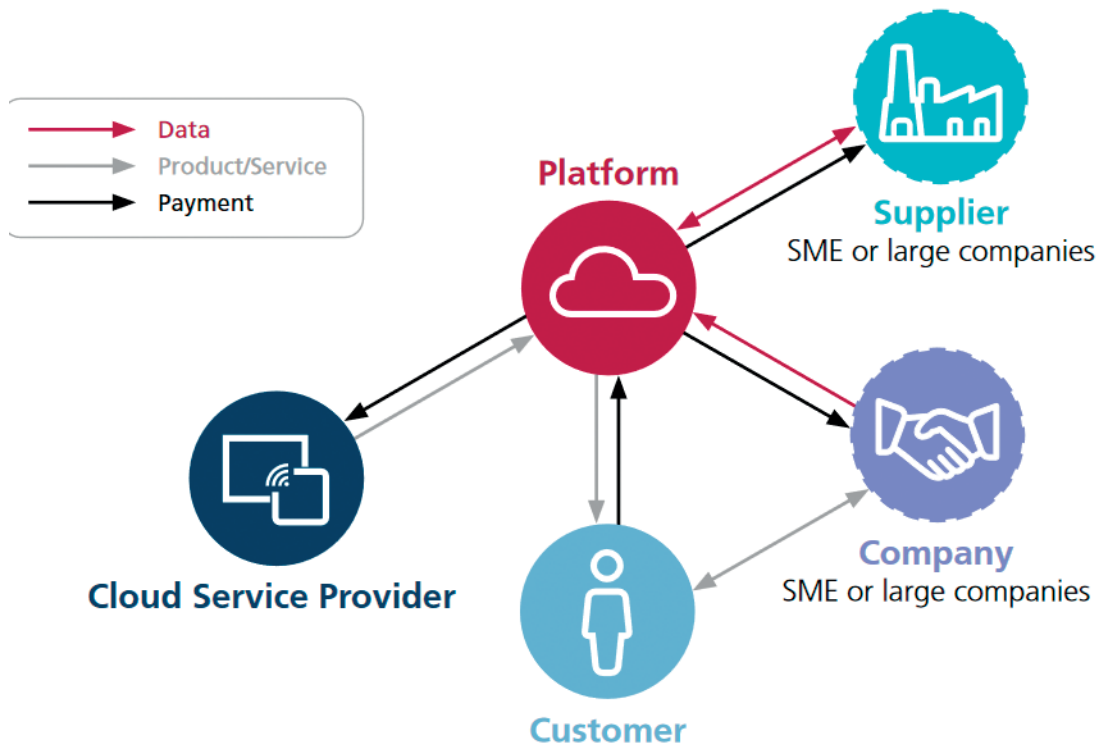 Data
Product/Service
Payment
Platform
Supplier
SME or large companies
Cloud Service Provider
Company
SME or large companies
Customer